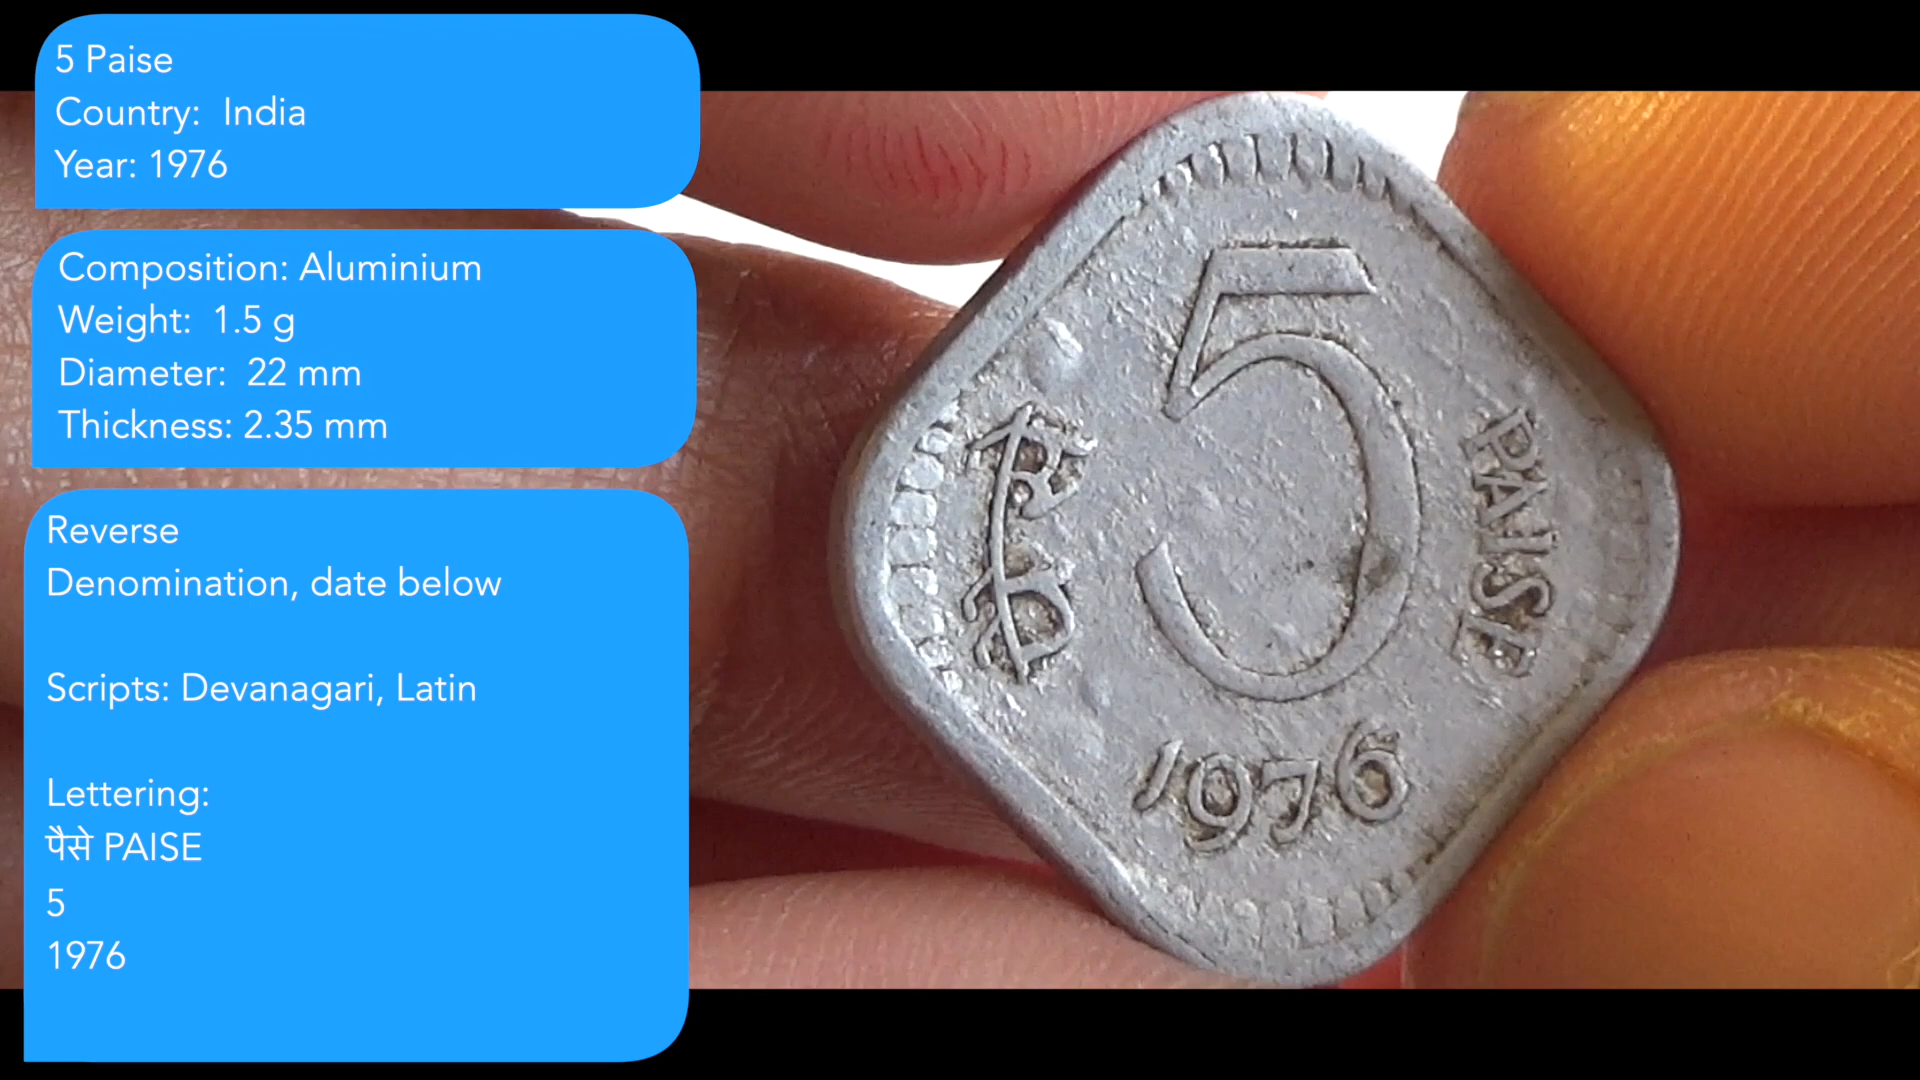 5 Paise
Country: India
Year: 1976
Composition: Aluminium
Weight: 1.5 g
Diameter: 22 mm
Thickness: 2.35 mm
Reverse
Denomination, date below
Scripts: Devanagari, Latin
Lettering:
पैसे PAISE
5
1976
5
पैसे
PAISE
1976